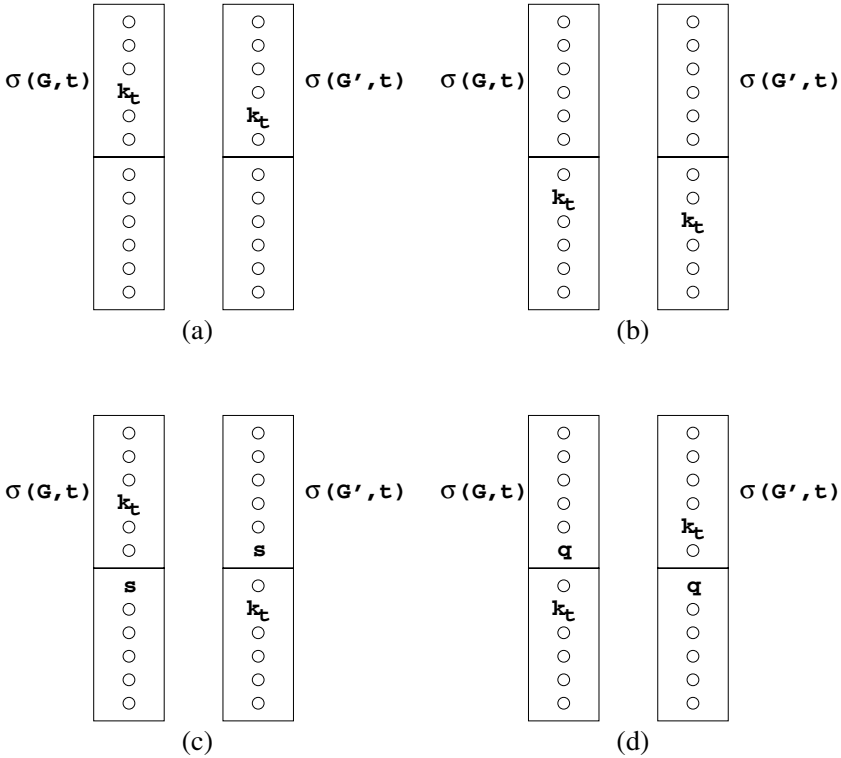 σ(G,t) k_t k_t σ(G',t) σ(G,t) σ(G',t)
k_t k_t
(a) (b)
σ(G,t) k_t σ(G',t) σ(G,t) k_t σ(G',t)
s q
s k_t k_t q
(c) (d)